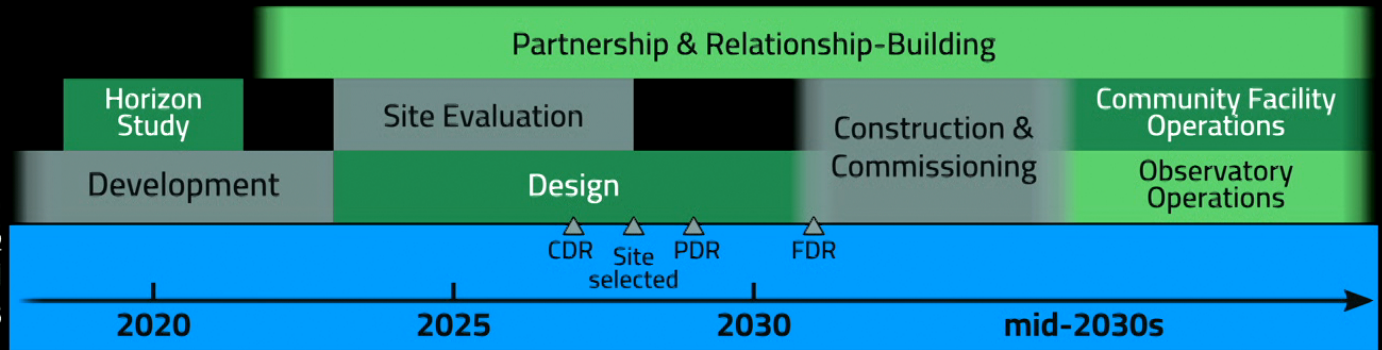 Partnership & Relationship-Building
Horizon
Study
Site Evaluation
Construction &
Commissioning
Community Facility
Operations
Development
Design
Observatory
Operations
CDR
Site
selected
PDR
FDR
2020
2025
2030
mid-2030s